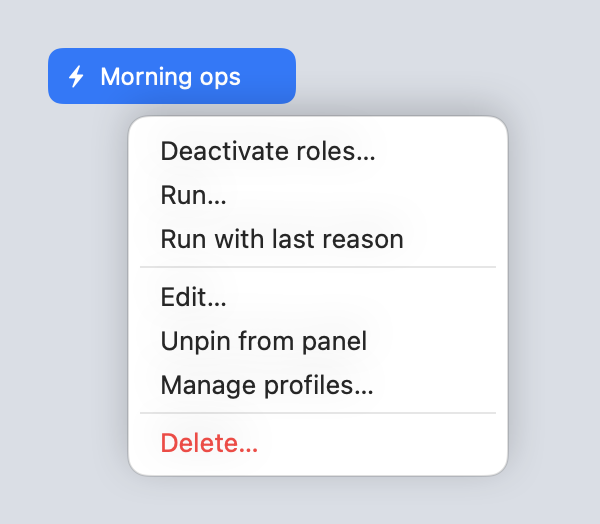 Morning ops
Deactivate roles...
Run...
Run with last reason
Edit...
Unpin from panel
Manage profiles...
Delete...